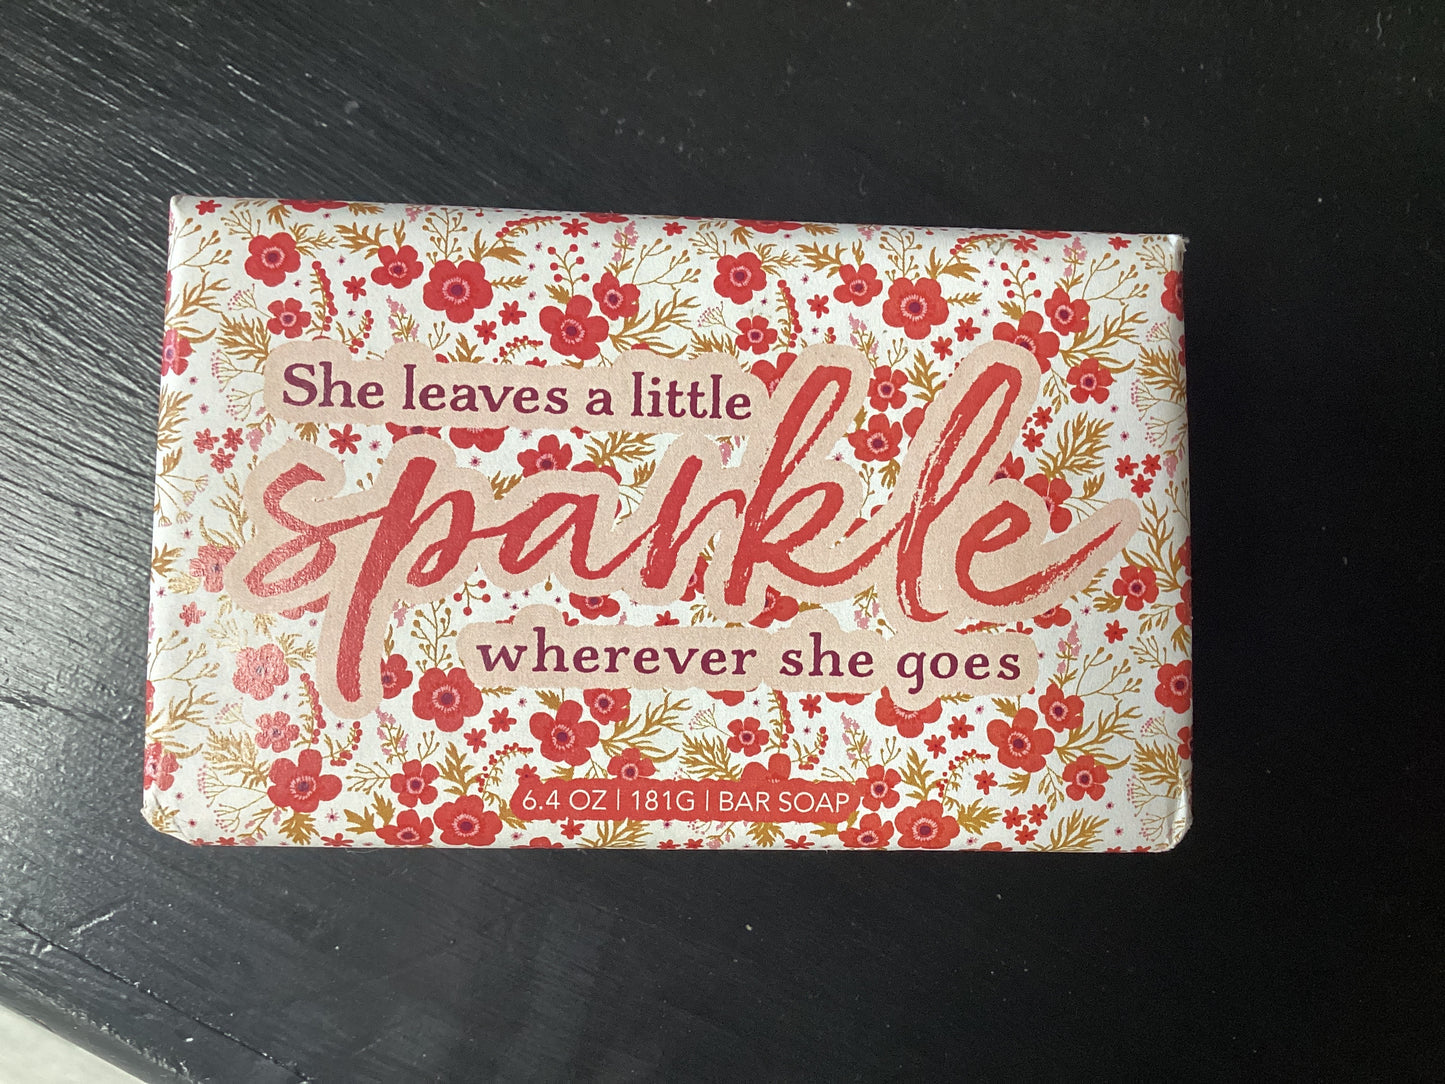 She leaves a little
sparkle
wherever she goes
6.4 OZ | 181G | BAR SOAP